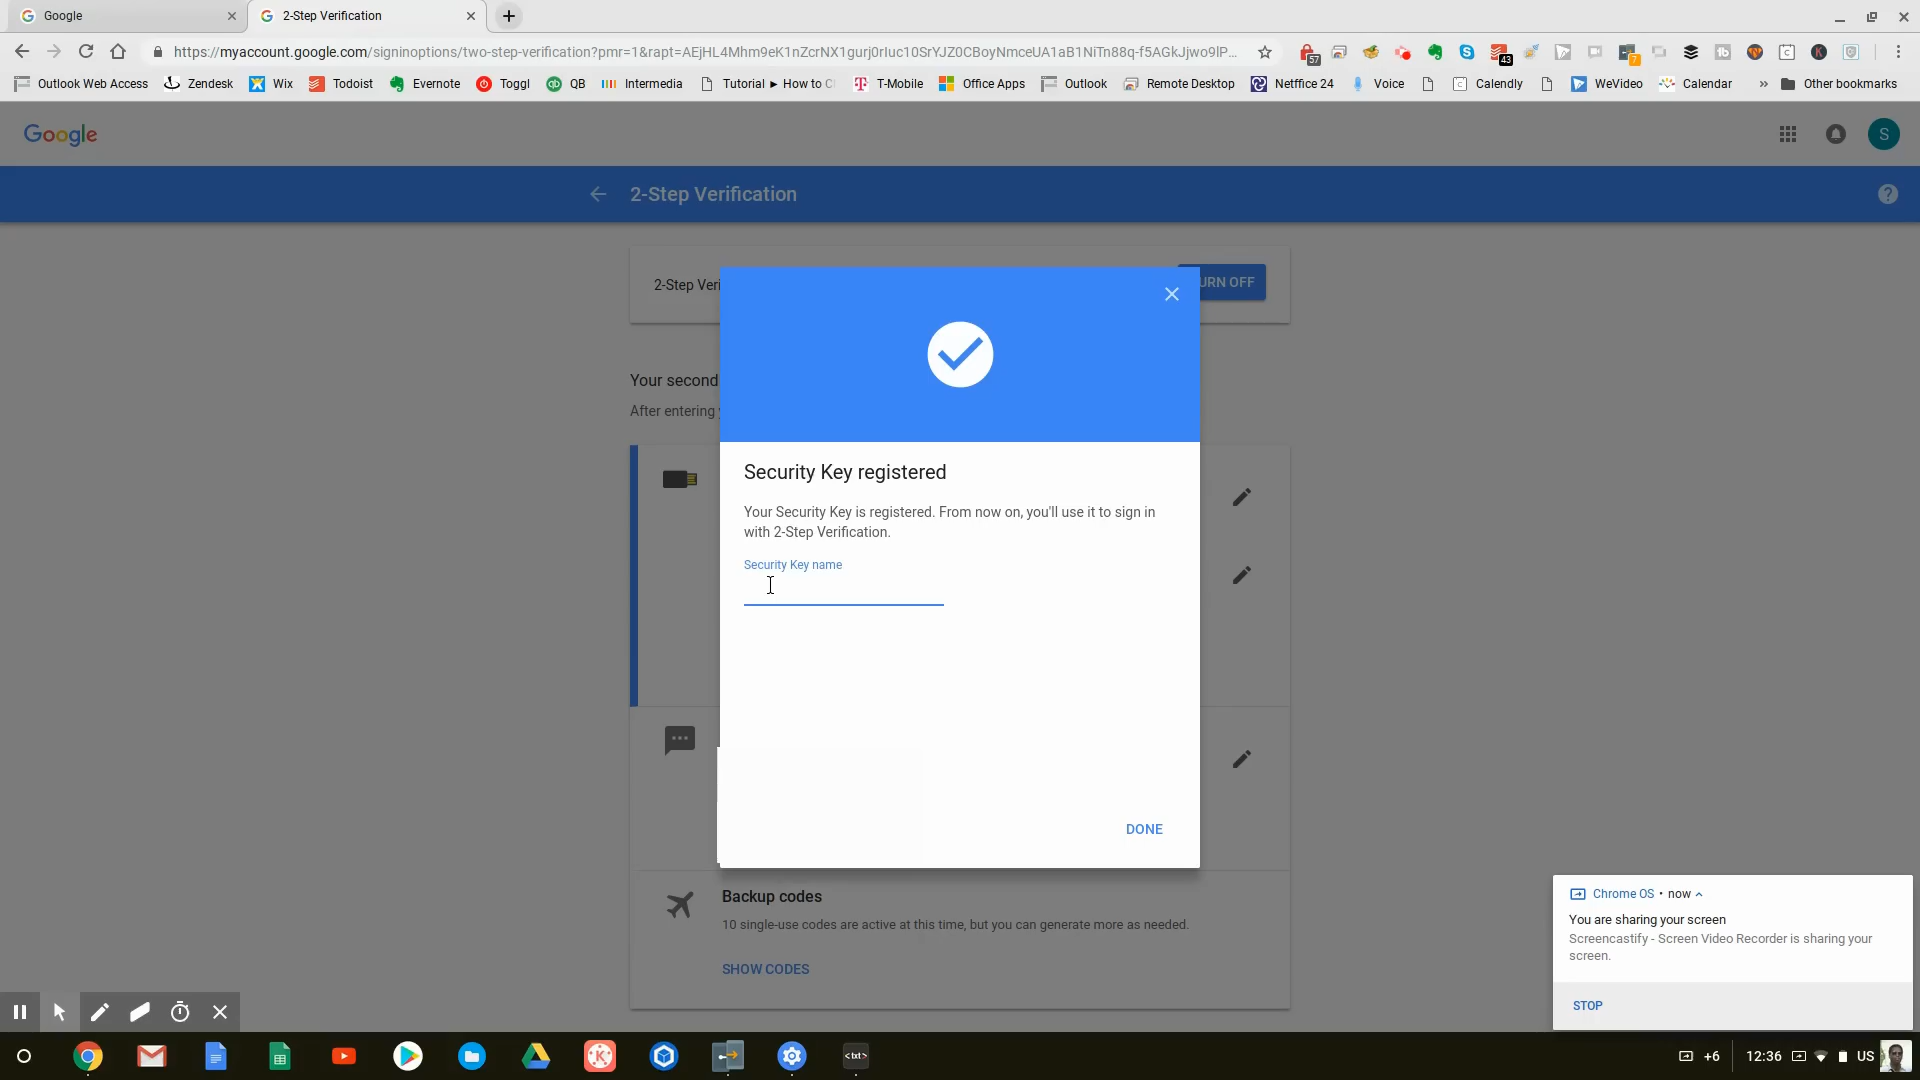 Google
2-Step Verification
https://myaccount.google.com/signinoptions/two-step-verification?pmr=1&rapt=AEjHL4Mhm9eK1nZcrNX1gurj0rIuc10SrYJZ0CBoyNmceUA1aB1NiTn88q-f5AGkJjwo9lP...
57
43
7
Outlook Web Access
Zendesk
Wix
Todoist
Evernote
Toggl
QB
Intermedia
Tutorial ► How to C
T-Mobile
Office Apps
Outlook
Remote Desktop
Netffice 24
Voice
Calendly
WeVideo
Calendar
»
Other bookmarks
Google
S
2-Step Verification
2-Step Veri
URN OFF
Your second
After entering
Security Key registered
Your Security Key is registered. From now on, you'll use it to sign in
with 2-Step Verification.
Security Key name
DONE
Backup codes
10 single-use codes are active at this time, but you can generate more as needed.
SHOW CODES
Chrome OS • now
You are sharing your screen
Screencastify - Screen Video Recorder is sharing your
screen.
STOP
<txt>
+6
12:36
US